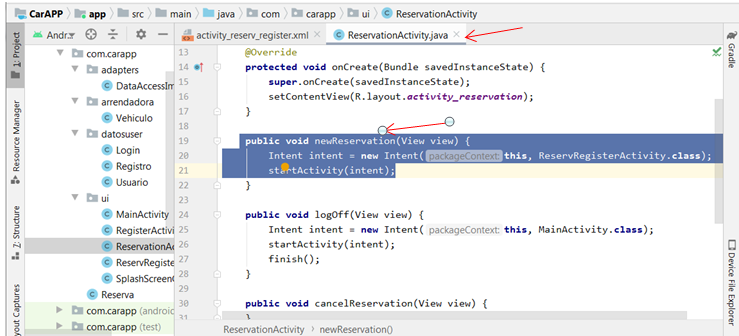 CarAPP app src main java com carapp ui ReservationActivity
Andr..
activity_reserv_register.xml ReservationActivity.java
1: Project
Resource Manager
7: Structure
Layout Captures
com.carapp
adapters
DataAccessIm
arrendadora
Vehiculo
datosuser
Login
Registro
Usuario
ui
MainActivity
RegisterActivi
ReservationAc
ReservRegister
SplashScreenC
Reserva
com.carapp (androic
com.carapp (test)
13 @Override
14 protected void onCreate(Bundle savedInstanceState) {
15 super.onCreate(savedInstanceState);
16 setContentView(R.layout.activity_reservation);
17 }
18
19 public void newReservation(View view) {
20 Intent intent = new Intent( packageContext: this, ReservRegisterActivity.class);
21 startActivity(intent);
22 }
23
24 public void logOff(View view) {
25 Intent intent = new Intent( packageContext: this, MainActivity.class);
26 startActivity(intent);
27 finish();
28 }
29
30 public void cancelReservation(View view) {
31 }
ReservationActivity newReservation()
Gradle
Device File Explorer